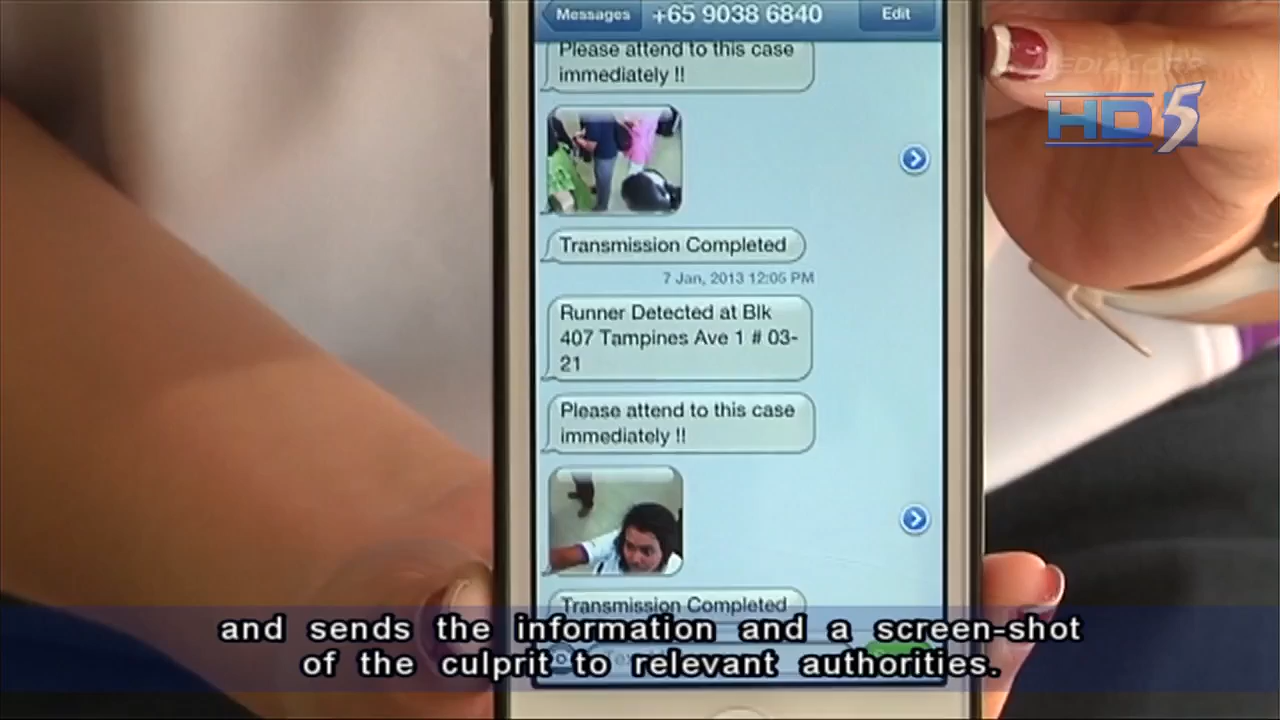 Messages
+65 9038 6840
Edit
MEDIACORP
HD5
Please attend to this case
immediately !!
Transmission Completed
7 Jan, 2013 12:05 PM
Runner Detected at Blk
407 Tampines Ave 1 # 03-
21
Please attend to this case
immediately !!
Transmission Completed
and sends the information and a screen-shot
of the culprit to relevant authorities.